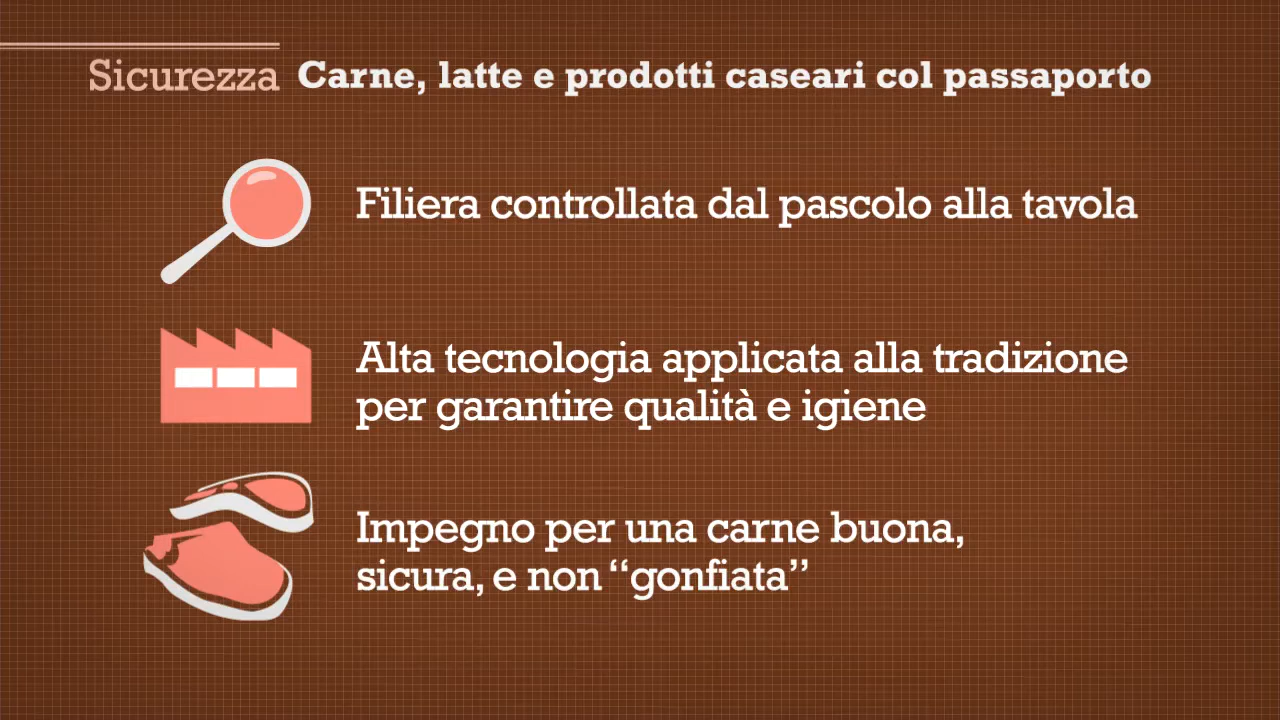 Sicurezza Carne, latte e prodotti caseari col passaporto
Filiera controllata dal pascolo alla tavola
Alta tecnologia applicata alla tradizione
per garantire qualità e igiene
Impegno per una carne buona,
sicura, e non “gonfiata”